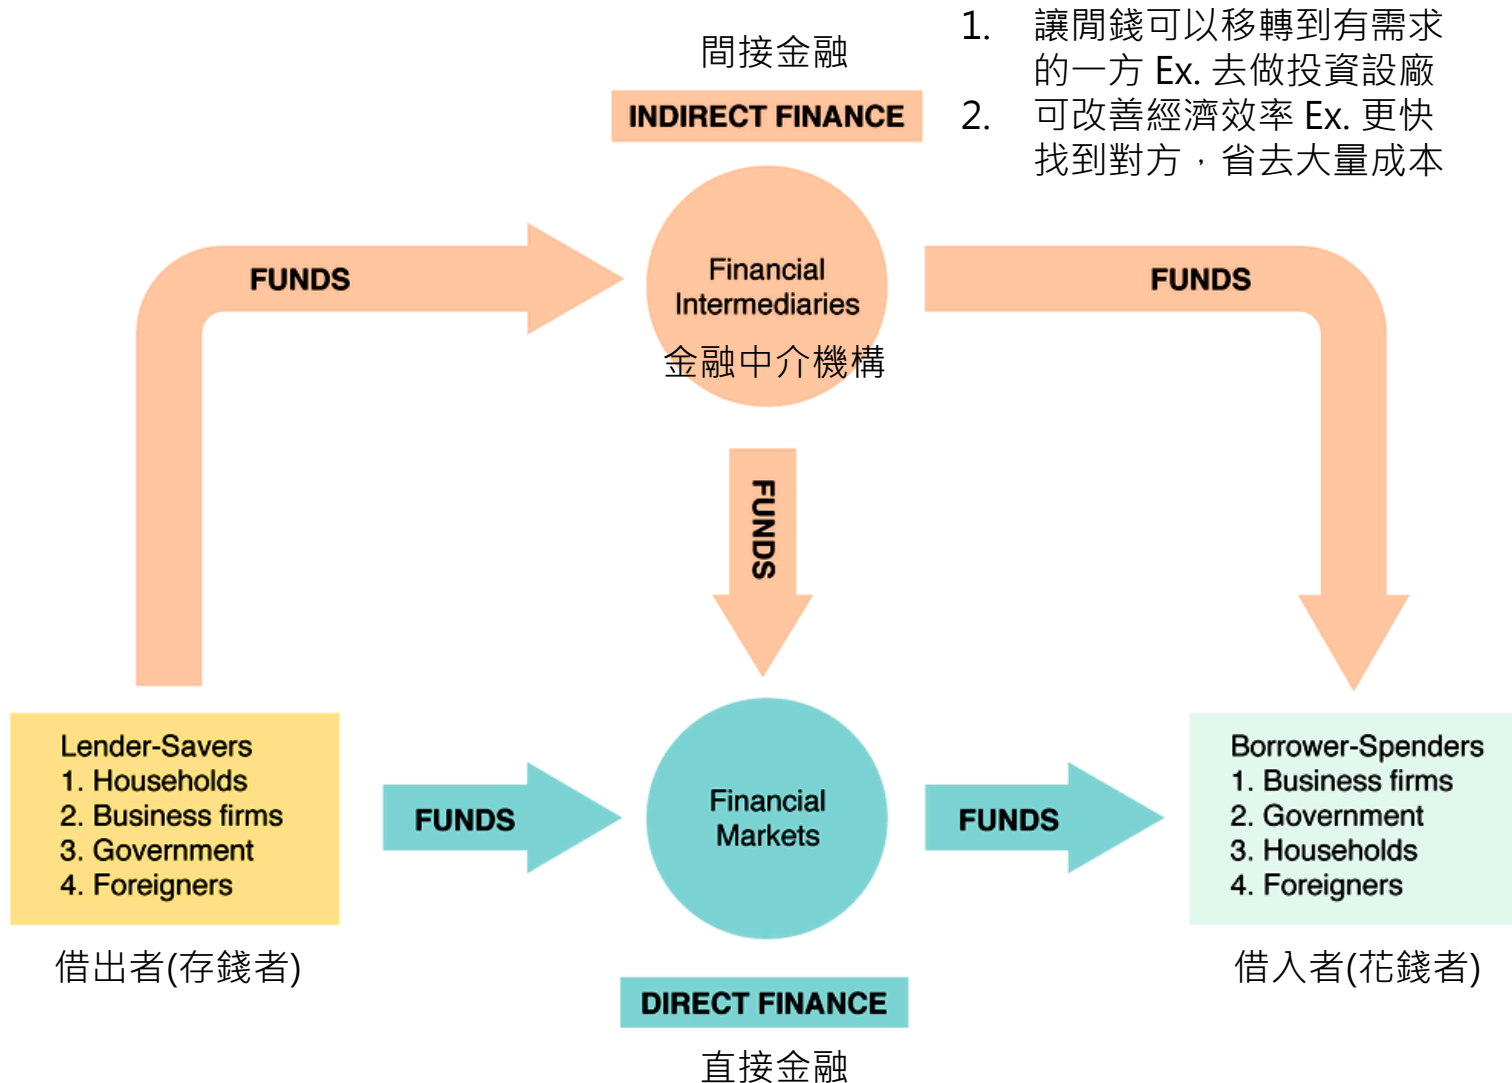 間接金融
INDIRECT FINANCE
1. 讓閒錢可以移轉到有需求
的一方 Ex. 去做投資設廠
2. 可改善經濟效率 Ex. 更快
找到對方，省去大量成本
FUNDS
Financial
Intermediaries
金融中介機構
FUNDS
FUNDS
Lender-Savers
1. Households
2. Business firms
3. Government
4. Foreigners
借出者(存錢者)
FUNDS
Financial
Markets
FUNDS
Borrower-Spenders
1. Business firms
2. Government
3. Households
4. Foreigners
借入者(花錢者)
DIRECT FINANCE
直接金融